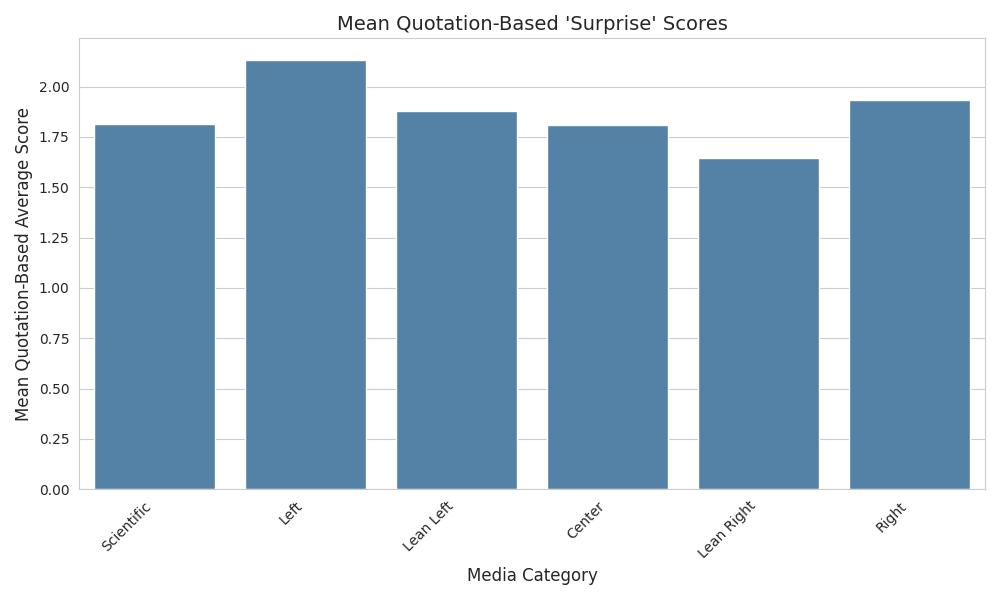 Mean Quotation-Based 'Surprise' Scores
Mean Quotation-Based Average Score
2.00
1.75
1.50
1.25
1.00
0.75
0.50
0.25
0.00
Scientific
Left
Lean Left
Center
Lean Right
Right
Media Category